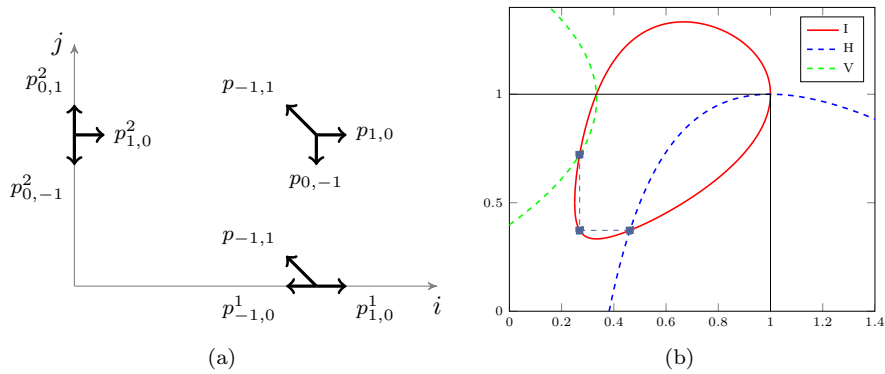 j
p^2_{0,1}
p^2_{1,0}
p^2_{0,-1}
p_{-1,1}
p_{1,0}
p_{0,-1}
p_{-1,1}
p^1_{-1,0}
p^1_{1,0}
i
(a)
I
H
V
1
0.5
0
0 0.2 0.4 0.6 0.8 1 1.2 1.4
(b)